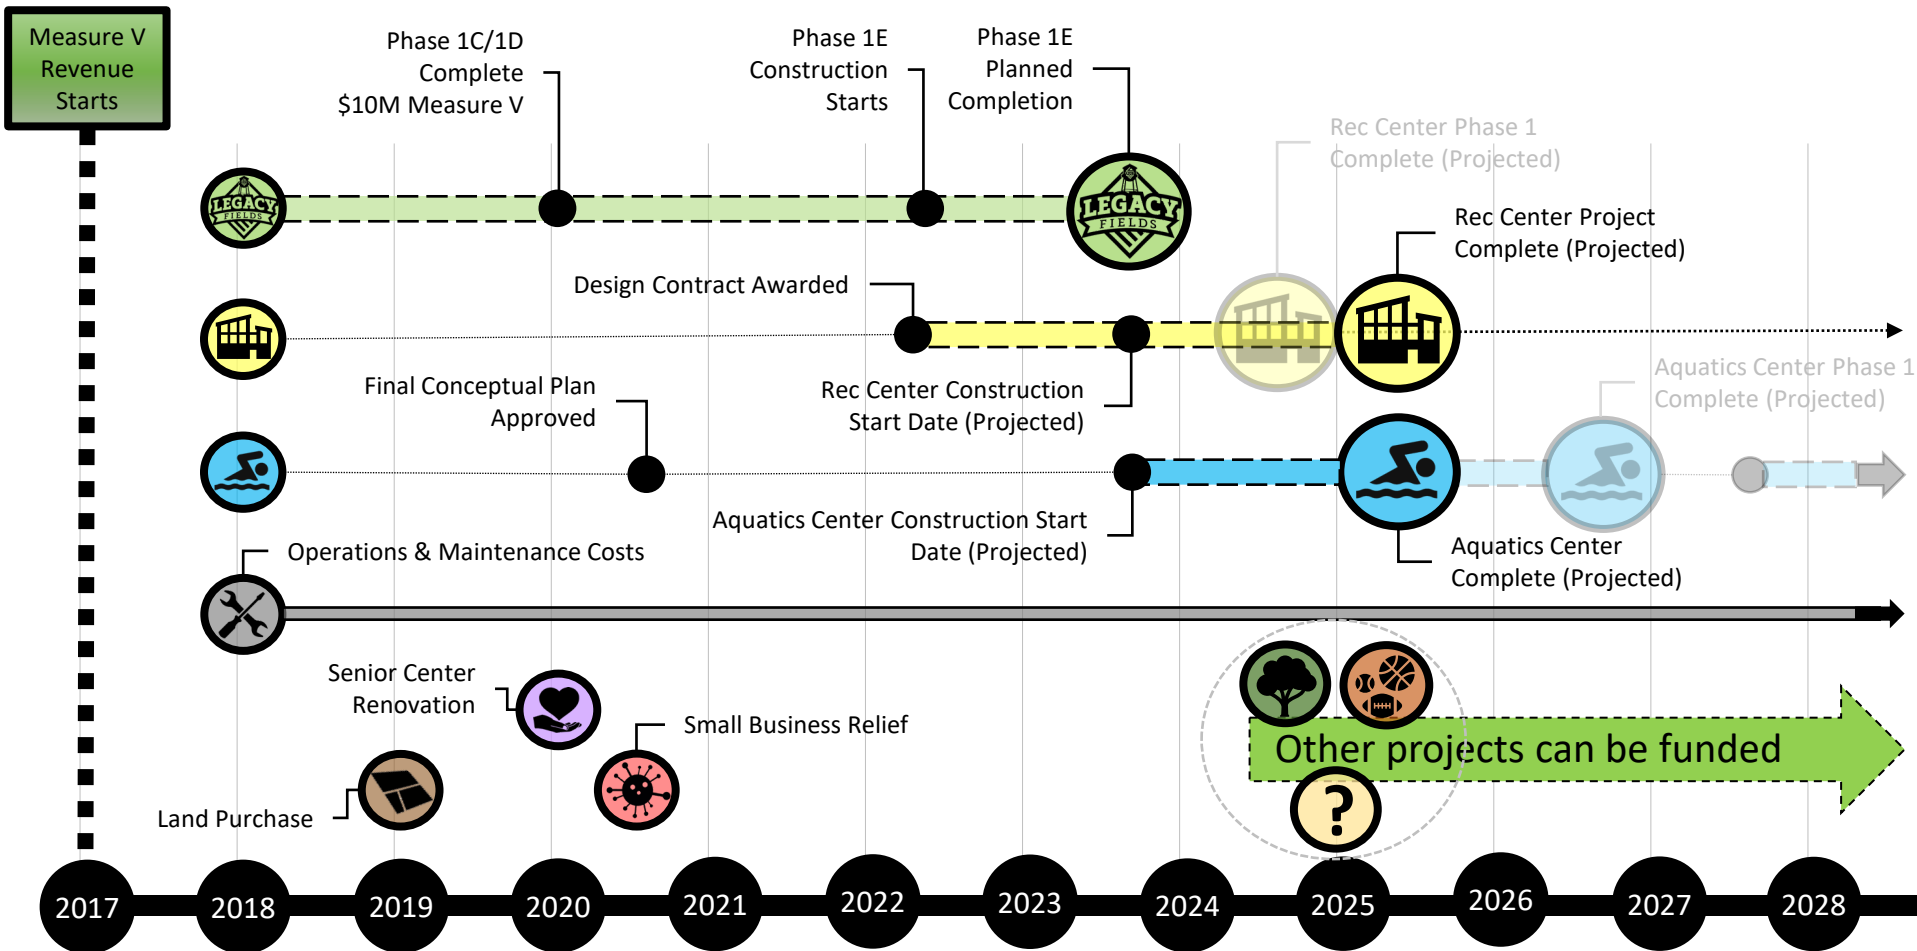 Measure V
Revenue
Starts
Phase 1C/1D
Complete
$10M Measure V
Phase 1E
Construction
Starts
Phase 1E
Planned
Completion
Rec Center Phase 1
Complete (Projected)
LEGACY
FIELDS
LEGACY
FIELDS
Rec Center Project
Complete (Projected)
Design Contract Awarded
Final Conceptual Plan
Approved
Rec Center Construction
Start Date (Projected)
Aquatics Center Phase 1
Complete (Projected)
Aquatics Center Construction Start
Date (Projected)
Aquatics Center
Complete (Projected)
Operations & Maintenance Costs
Senior Center
Renovation
Small Business Relief
Land Purchase
Other projects can be funded
?
2017
2018
2019
2020
2021
2022
2023
2024
2025
2026
2027
2028